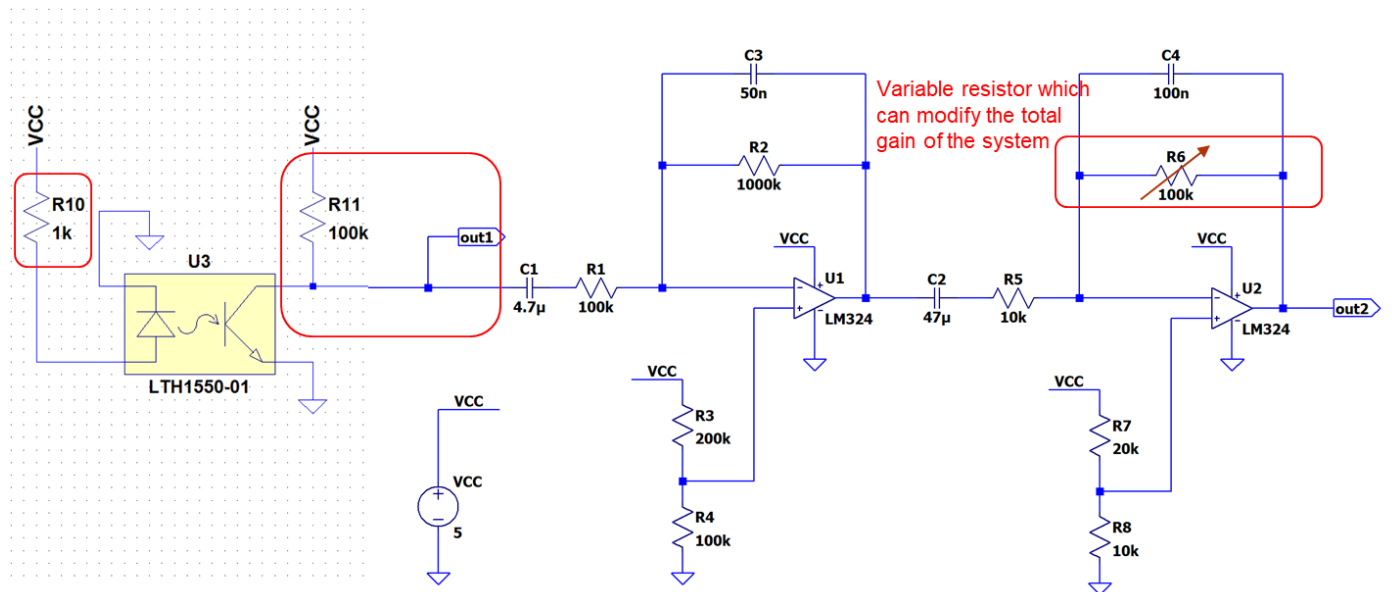 C3
50n
C4
100n
Variable resistor which
can modify the total
gain of the system
VCC
VCC
R2
1000k
R6
100k
R10
1k
R11
100k
out1
U3
LTH1550-01
C1
4.7µ
R1
100k
VCC
U1
LM324
C2
47µ
R5
10k
VCC
U2
LM324
out2
VCC
R3
200k
R4
100k
VCC
R7
20k
R8
10k
VCC
VCC
5